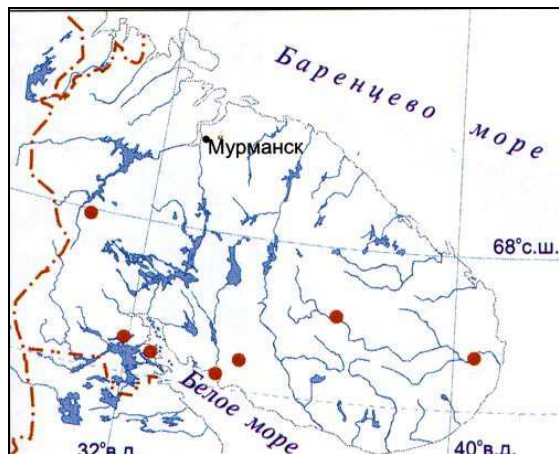 Баренцево море
Мурманск
68°с.ш.
Белое море
32°в.д.
40°в.д.